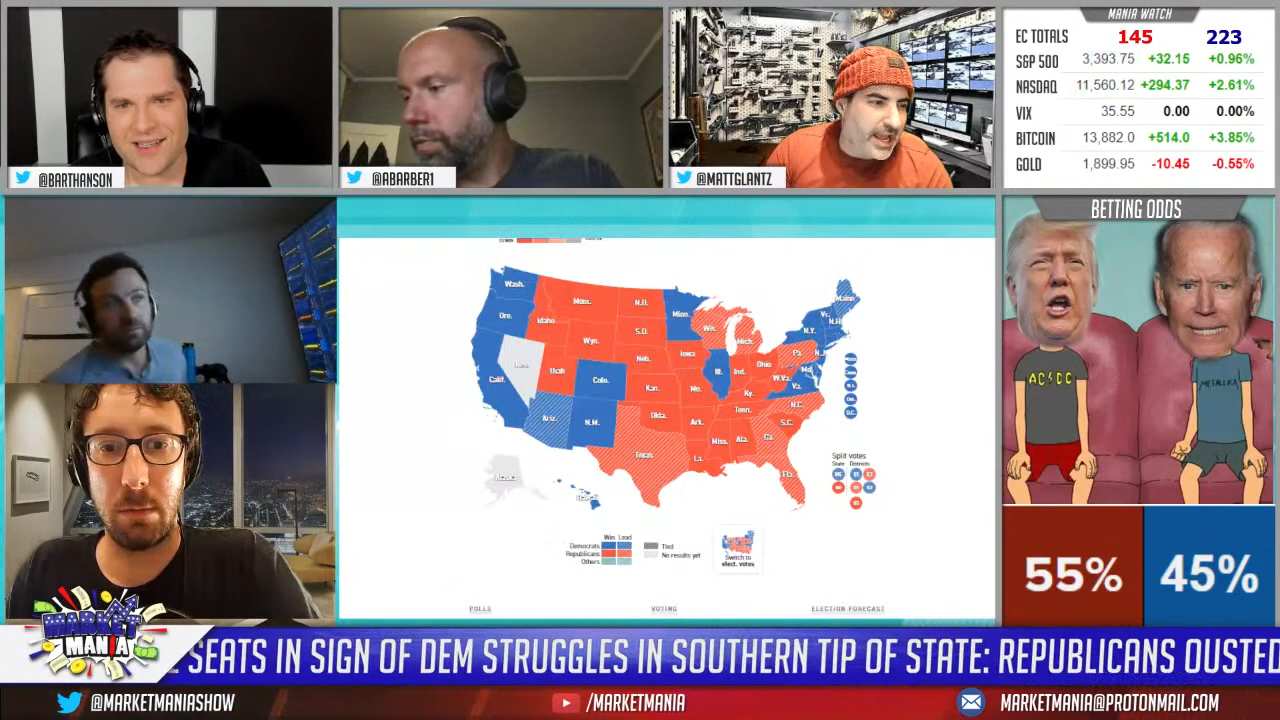 @BARTHANSON
@ABARBER1
@MATTGLANTZ
MANIA WATCH
EC TOTALS 145 223
S&P 500 3,393.75 +32.15 +0.96%
NASDAQ 11,560.12 +294.37 +2.61%
VIX 35.55 0.00 0.00%
BITCOIN 13,882.0 +514.0 +3.85%
GOLD 1,899.95 -10.45 -0.55%
BETTING ODDS
AC/DC
METALLICA
55% 45%
Wash.
Ore.
Calif.
Idaho
Mont.
Wyo.
Utah
Colo.
Ariz.
N.M.
N.D.
S.D.
Neb.
Kan.
Okla.
Texas
Minn.
Iowa
Mo.
Ark.
La.
Wis.
Ill.
Mich.
Ind.
Ohio
Ky.
Tenn.
Miss.
Ala.
Ga.
Fla.
S.C.
N.C.
Va.
W.Va.
Pa.
Md.
N.J.
N.Y.
Vt.
N.H.
Maine
D.C.
Split votes
State Districts
Win Lead
Democrats
Republicans
Others
Tied
No results yet
Switch to
elect. votes
POLLS VOTING ELECTION FORECAST
MARKET
MANIA
SEATS IN SIGN OF DEM STRUGGLES IN SOUTHERN TIP OF STATE: REPUBLICANS OUSTED
@MARKETMANIASHOW /MARKETMANIA MARKETMANIA@PROTONMAIL.COM